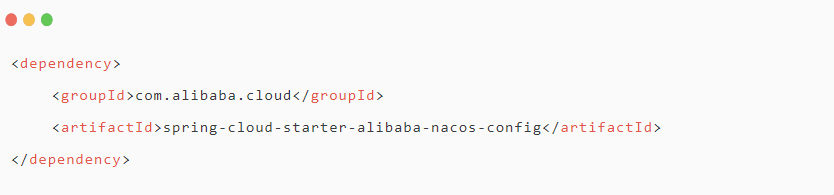 <dependency>
    <groupId>com.alibaba.cloud</groupId>
    <artifactId>spring-cloud-starter-alibaba-nacos-config</artifactId>
</dependency>